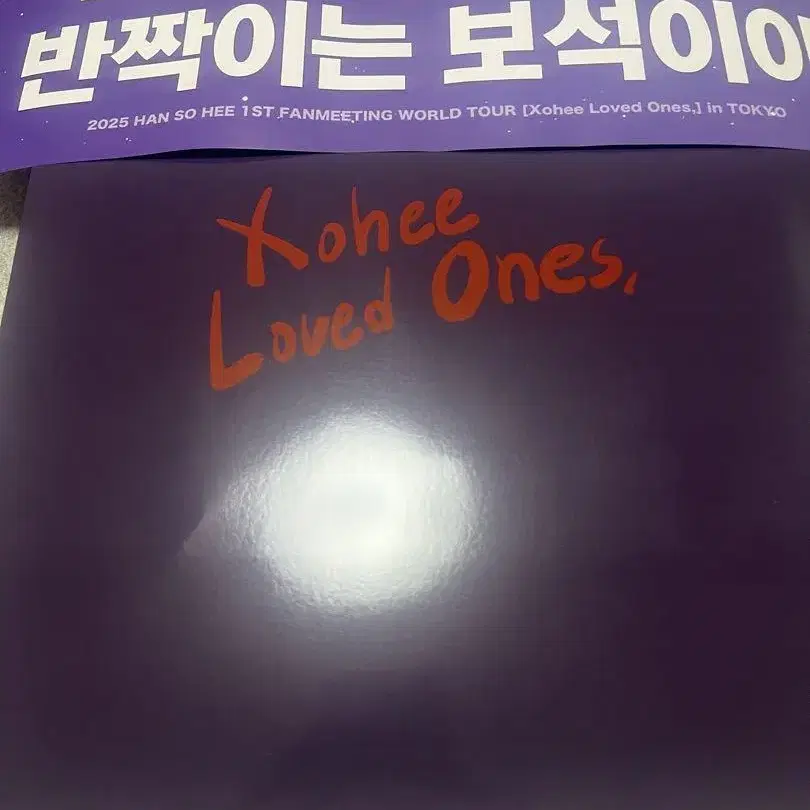 반짝이는 보석이
2025 HAN SO HEE 1ST FANMEETING WORLD TOUR [Xohee Loved Ones,] in TOKYO
Xohee
Loved Ones,